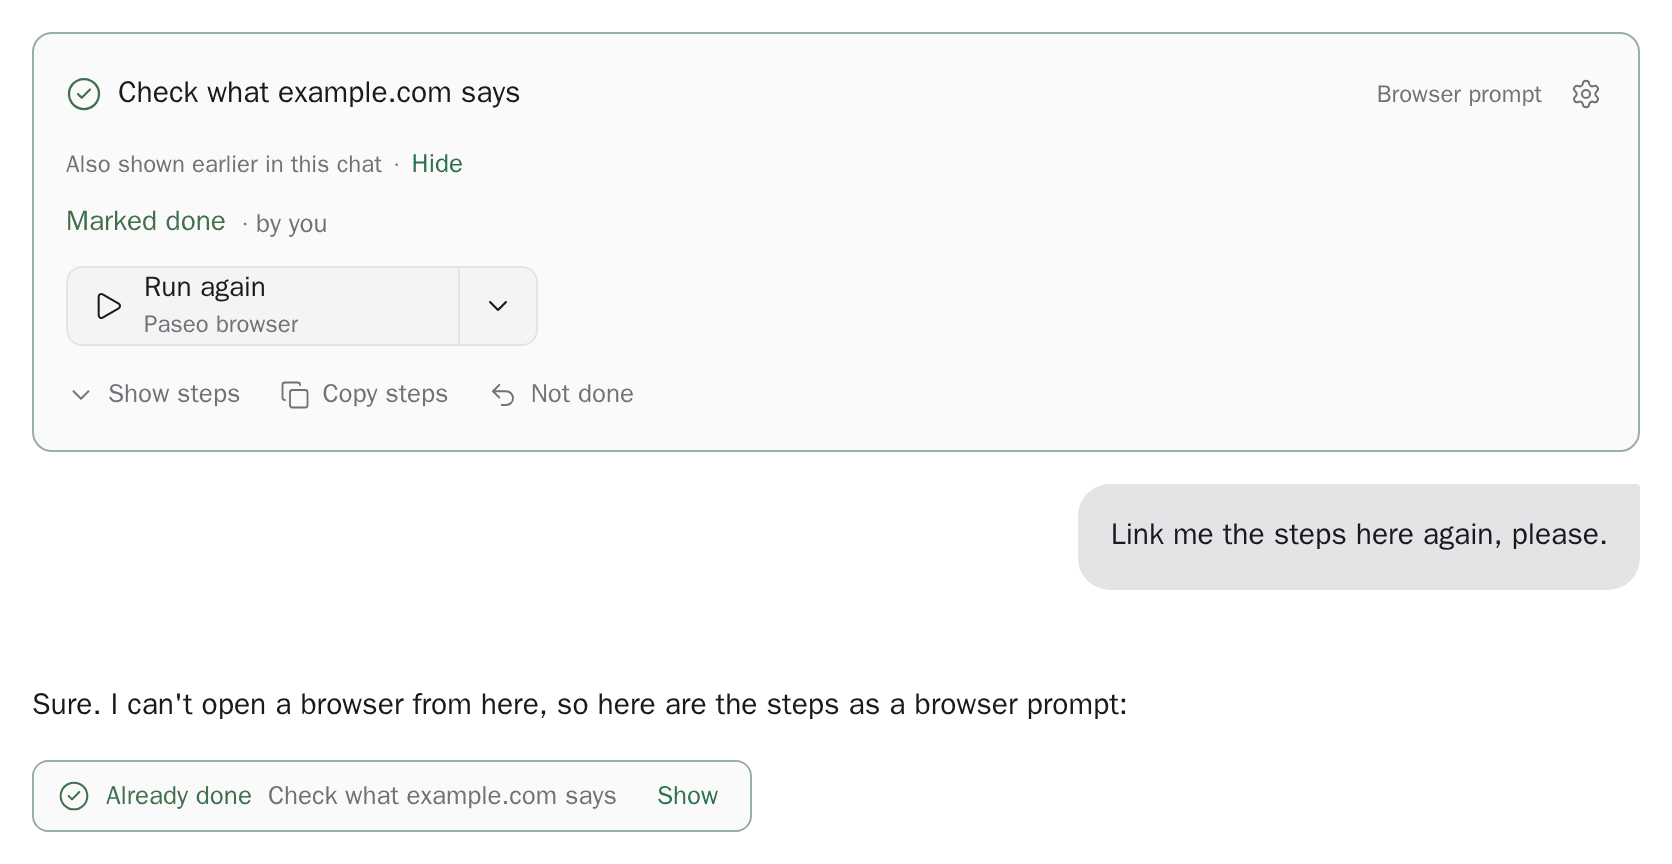 Check what example.com says
Browser prompt
Also shown earlier in this chat · Hide
Marked done · by you
Run again
Paseo browser
Show steps
Copy steps
Not done
Link me the steps here again, please.
Sure. I can't open a browser from here, so here are the steps as a browser prompt:
Already done Check what example.com says Show